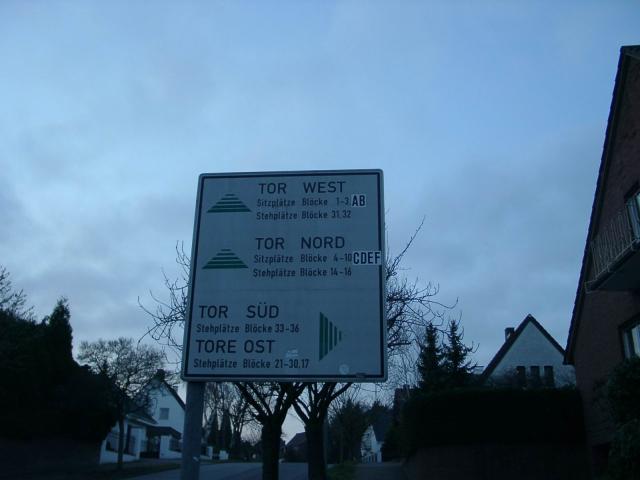 TOR WEST
Sitzplätze Blöcke 1-3 AB
Stehplätze Blöcke 31,32
TOR NORD
Sitzplätze Blöcke 4-10 CDEF
Stehplätze Blöcke 14-16
TOR SÜD
Stehplätze Blöcke 33-36
TORE OST
Stehplätze Blöcke 21-30,17